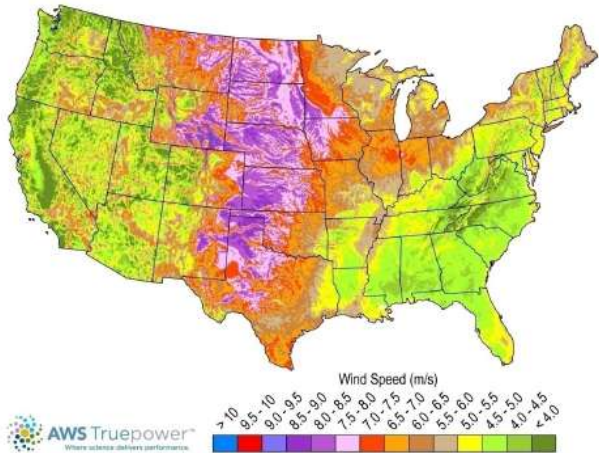 Wind Speed (m/s)
> 10
9.5 - 10
9.0 - 9.5
8.5 - 9.0
8.0 - 8.5
7.5 - 8.0
7.0 - 7.5
6.5 - 7.0
6.0 - 6.5
5.5 - 6.0
5.0 - 5.5
4.5 - 5.0
4.0 - 4.5
< 4.0
AWS Truepower™
Where science delivers performance.